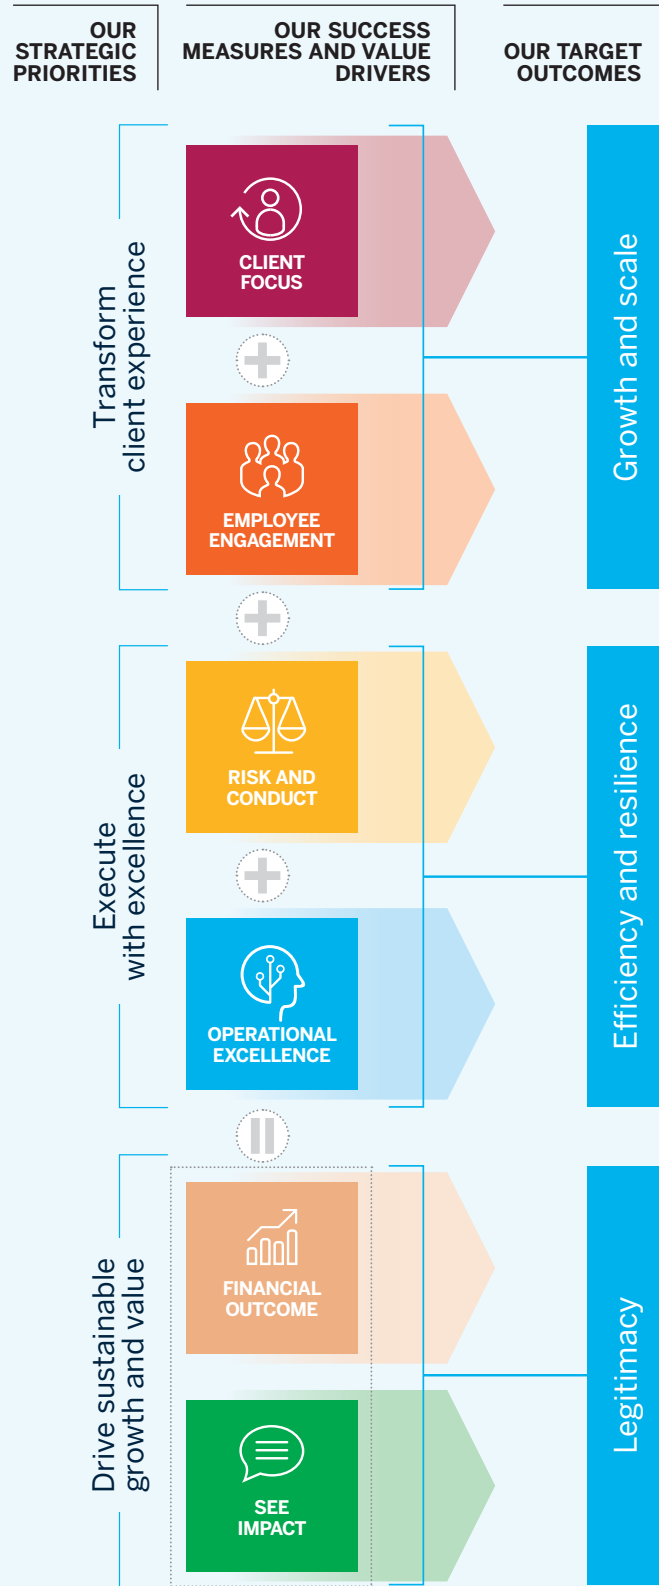 OUR
STRATEGIC
PRIORITIES
OUR SUCCESS
MEASURES AND VALUE
DRIVERS
OUR TARGET
OUTCOMES
Transform
client experience
CLIENT
FOCUS
EMPLOYEE
ENGAGEMENT
Growth and scale
Execute
with excellence
RISK AND
CONDUCT
OPERATIONAL
EXCELLENCE
Efficiency and resilience
Drive sustainable
growth and value
FINANCIAL
OUTCOME
SEE
IMPACT
Legitimacy